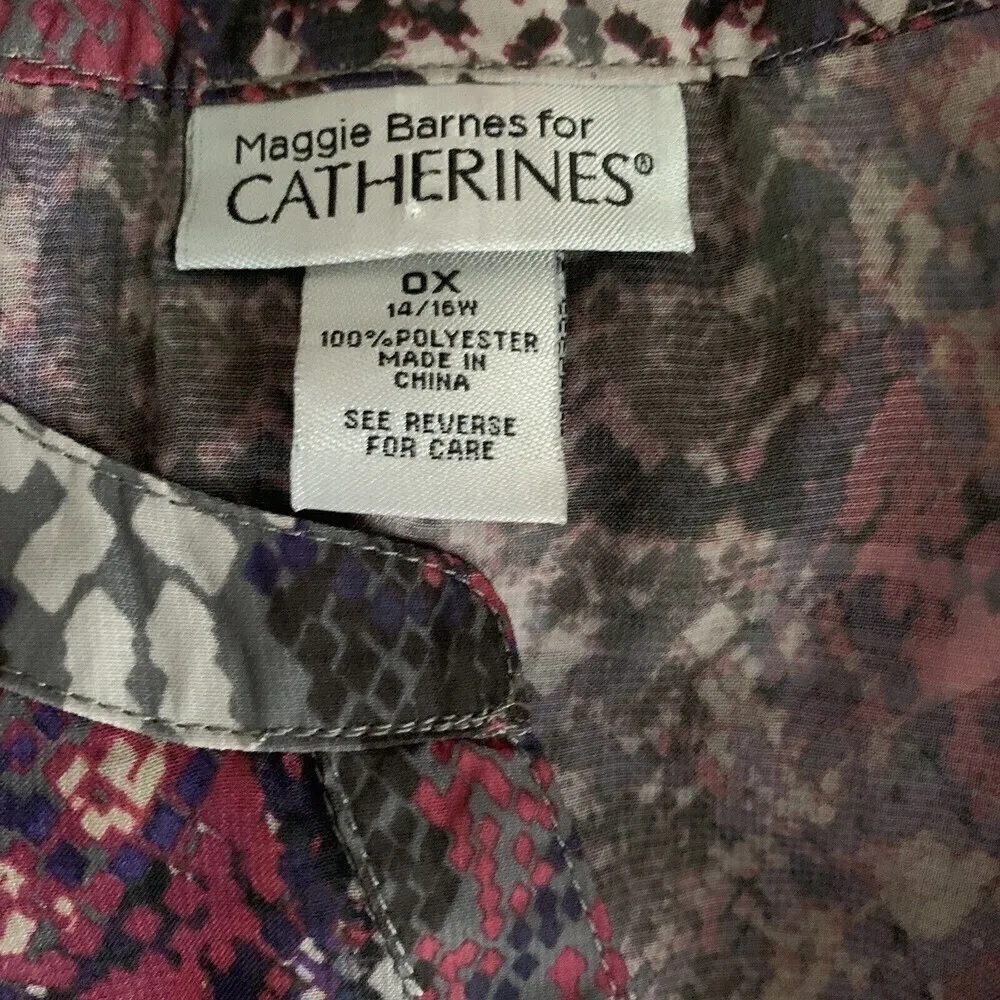 Maggie Barnes for
CATHERINES®
0X
14/16W
100%POLYESTER
MADE IN
CHINA
SEE REVERSE
FOR CARE